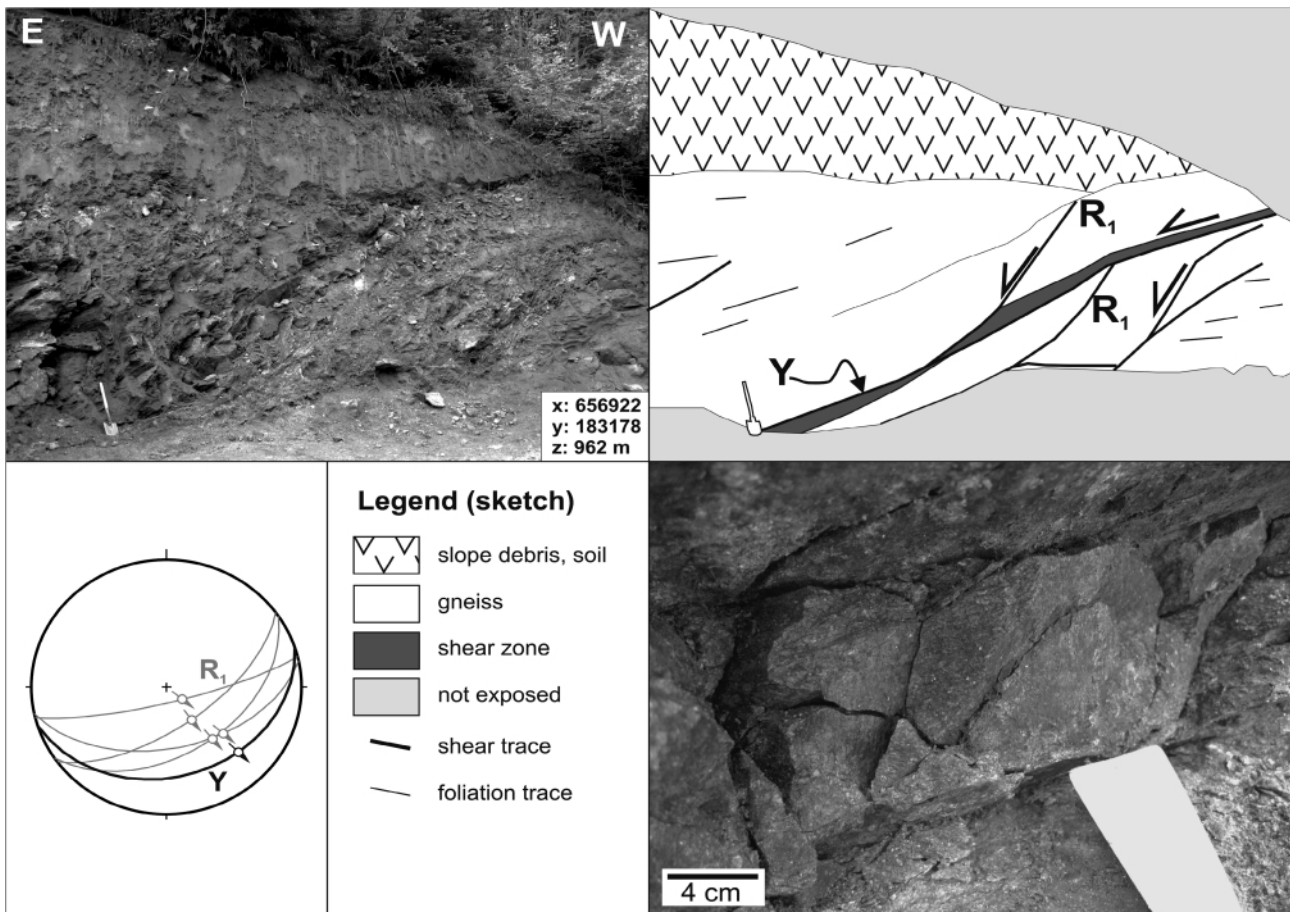 E
W
x: 656922
y: 183178
z: 962 m
R₁
R₁
Y
R₁
Y
Legend (sketch)
slope debris, soil
gneiss
shear zone
not exposed
shear trace
foliation trace
4 cm